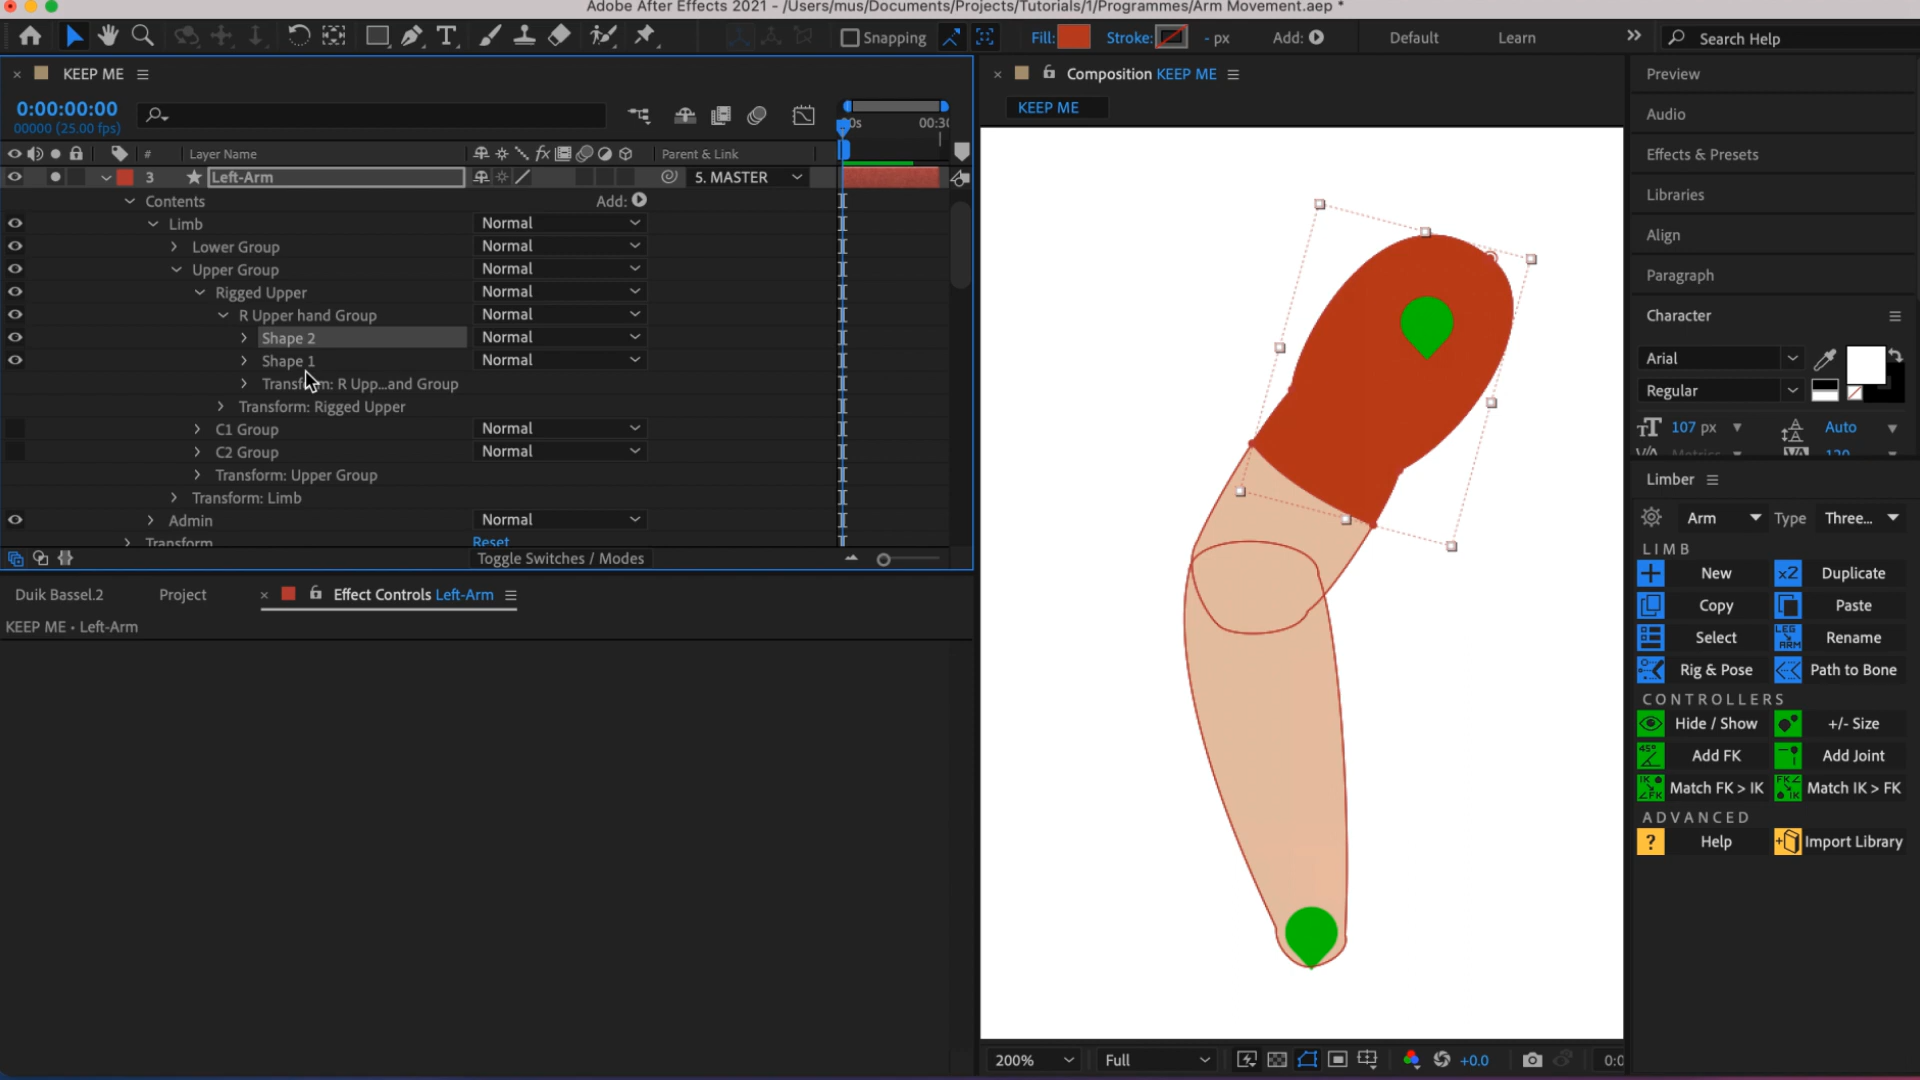 Adobe After Effects 2021 - /Users/mus/Documents/Projects/Tutorials/1/Programmes/Arm Movement.aep *
Snapping
Fill:
Stroke:
- px
Add:
Default
Learn
Search Help
KEEP ME
0:00:00:00
00000 (25.00 fps)
00:30
# Layer Name
Parent & Link
3 Left-Arm
5. MASTER
Contents
Add:
Limb Normal
Lower Group Normal
Upper Group Normal
Rigged Upper Normal
R Upper hand Group Normal
Shape 2 Normal
Shape 1 Normal
Transform: R Upp...and Group
Transform: Rigged Upper
C1 Group Normal
C2 Group Normal
Transform: Upper Group
Transform: Limb
Admin Normal
Transform Reset
Toggle Switches / Modes
Duik Bassel.2
Project
Effect Controls Left-Arm
KEEP ME • Left-Arm
Composition KEEP ME
KEEP ME
200%
Full
+0.0
Preview
Audio
Effects & Presets
Libraries
Align
Paragraph
Character
Arial
Regular
107 px
Auto
Metrics
120
Limber
Arm
Type
Three...
LIMB
New
x2 Duplicate
Copy
Paste
Select
LEG ARM Rename
Rig & Pose
Path to Bone
CONTROLLERS
Hide / Show
+/- Size
45° Add FK
Add Joint
Match FK > IK
Match IK > FK
ADVANCED
? Help
Import Library